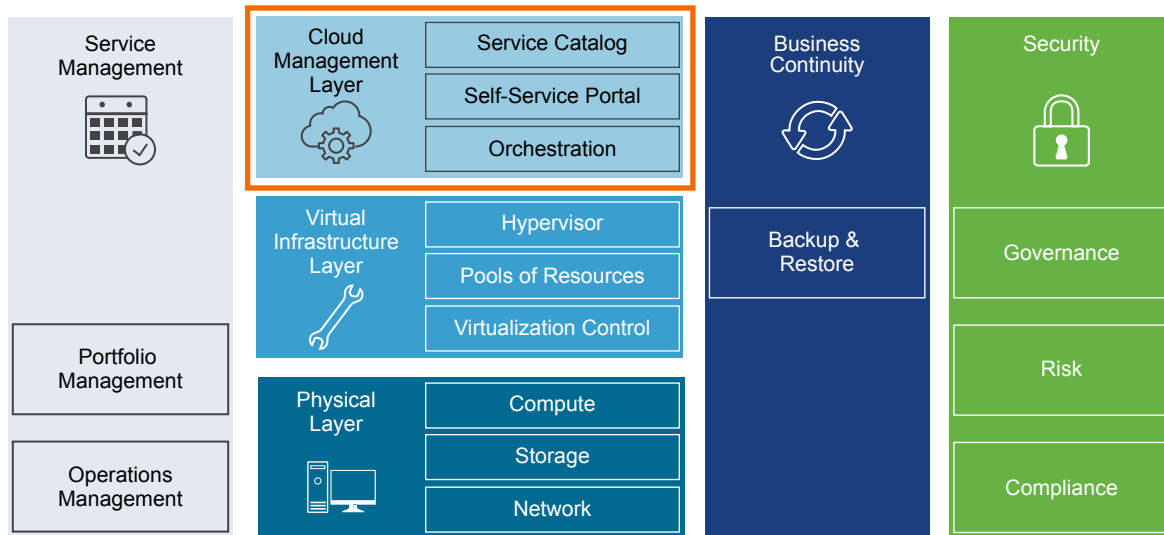 Service
Management
Portfolio
Management
Operations
Management
Cloud
Management
Layer
Service Catalog
Self-Service Portal
Orchestration
Virtual
Infrastructure
Layer
Hypervisor
Pools of Resources
Virtualization Control
Physical
Layer
Compute
Storage
Network
Business
Continuity
Backup &
Restore
Security
Governance
Risk
Compliance